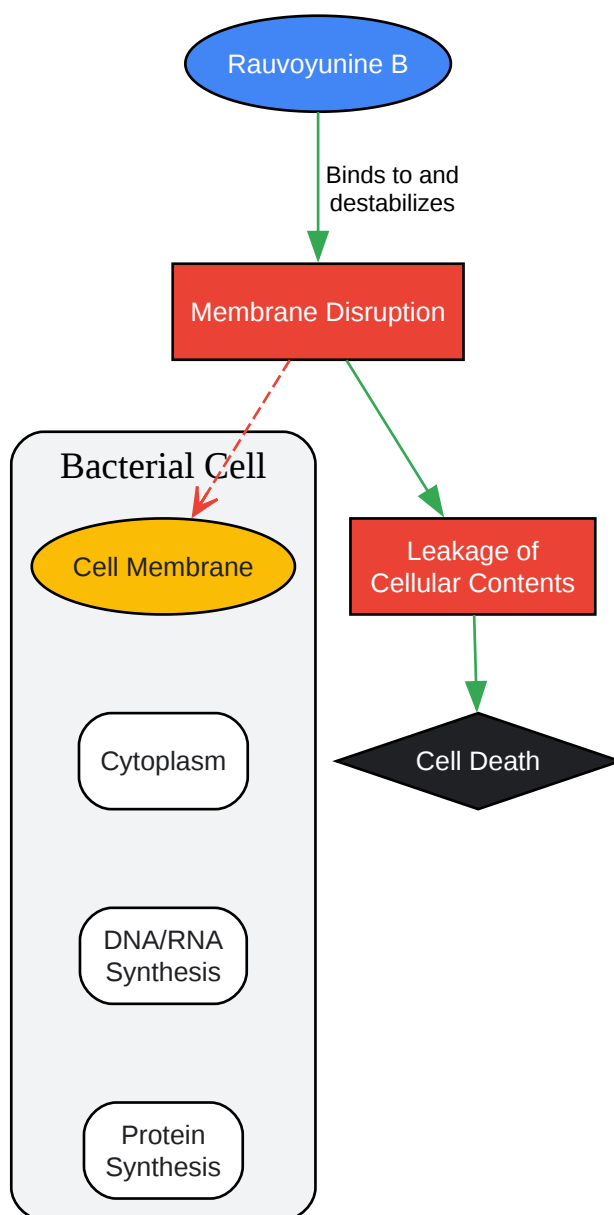 Rauvoyunine B
Binds to and
destabilizes
Membrane Disruption
Bacterial Cell
Cell Membrane
Leakage of
Cellular Contents
Cytoplasm
Cell Death
DNA/RNA
Synthesis
Protein
Synthesis